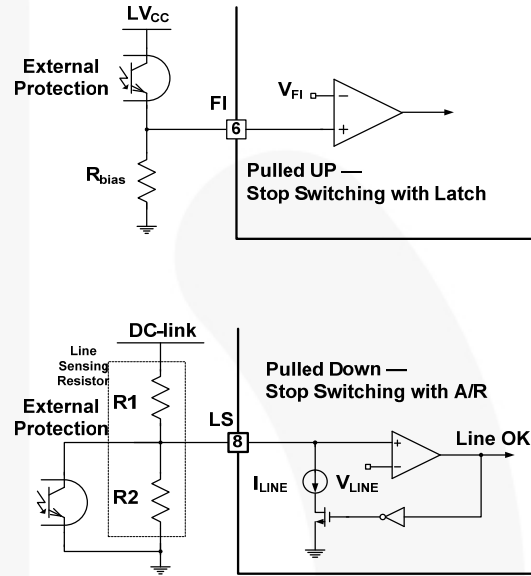 LVCC
External
Protection
FI
VFI
6
Rbias
Pulled UP —
Stop Switching with Latch
DC-link
Line
Sensing
Resistor
Pulled Down —
Stop Switching with A/R
External
Protection
R1
LS
8
Line OK
R2
ILINE
VLINE